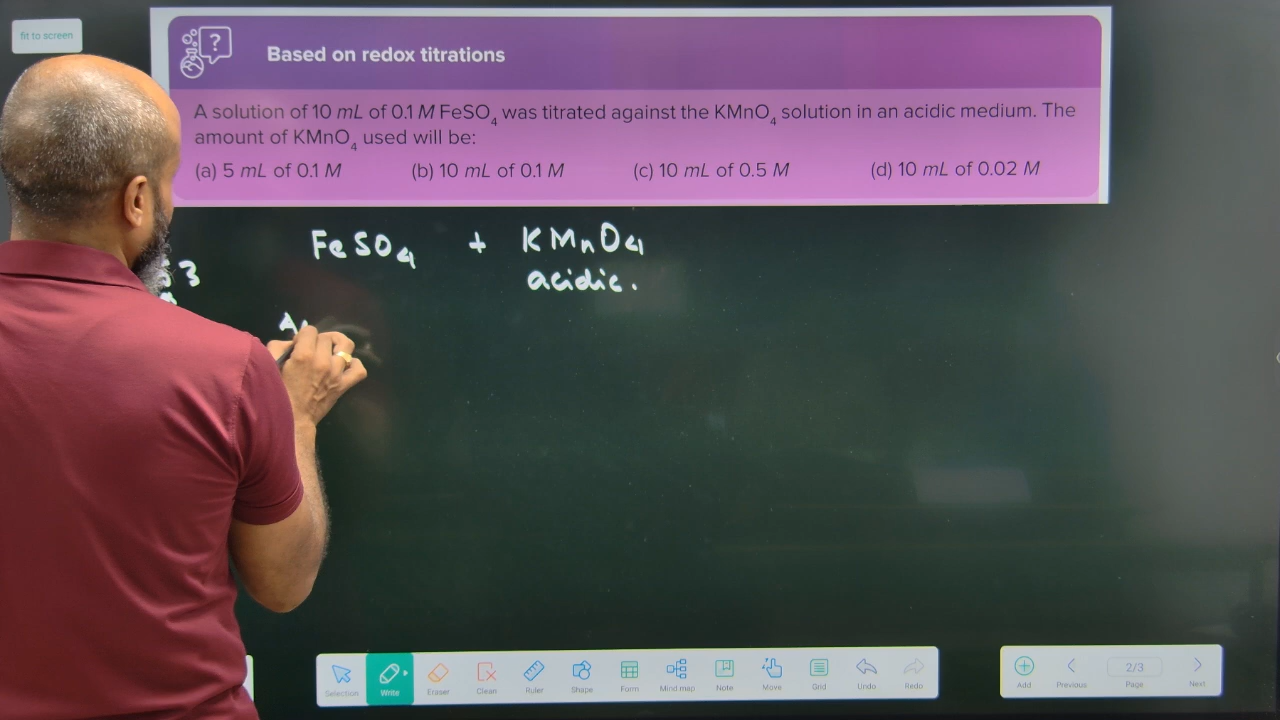 fit to screen
?
Based on redox titrations
A solution of 10 mL of 0.1 M FeSO₄ was titrated against the KMnO₄ solution in an acidic medium. The
amount of KMnO₄ used will be:
(a) 5 mL of 0.1 M (b) 10 mL of 0.1 M (c) 10 mL of 0.5 M (d) 10 mL of 0.02 M
FeSO₄ + KMnO₄
acidic.
3
Selection Write Eraser Clean Ruler Shape Form Mind map Note Move Grid Undo Redo
Add Previous 2/3 Page Next